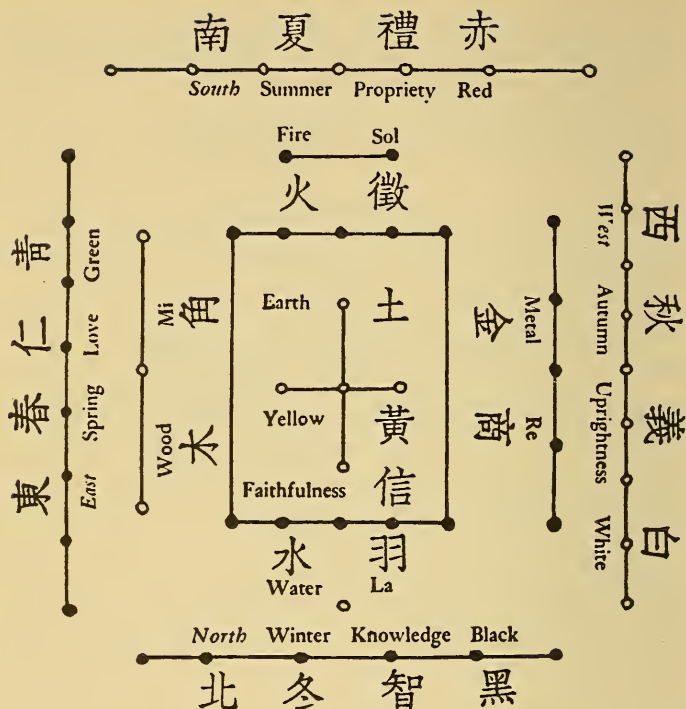 南 夏 禮 赤
South Summer Propriety Red
Fire Sol
火 徵
青 仁 春 東
Green Love Spring East
Mi Wood
角 木
Earth 土
Yellow 黃
Faithfulness 信
金 商
Metal Re
West Autumn Uprightness White
西 秋 義 白
水 羽
Water La
North Winter Knowledge Black
北 冬 智 黑